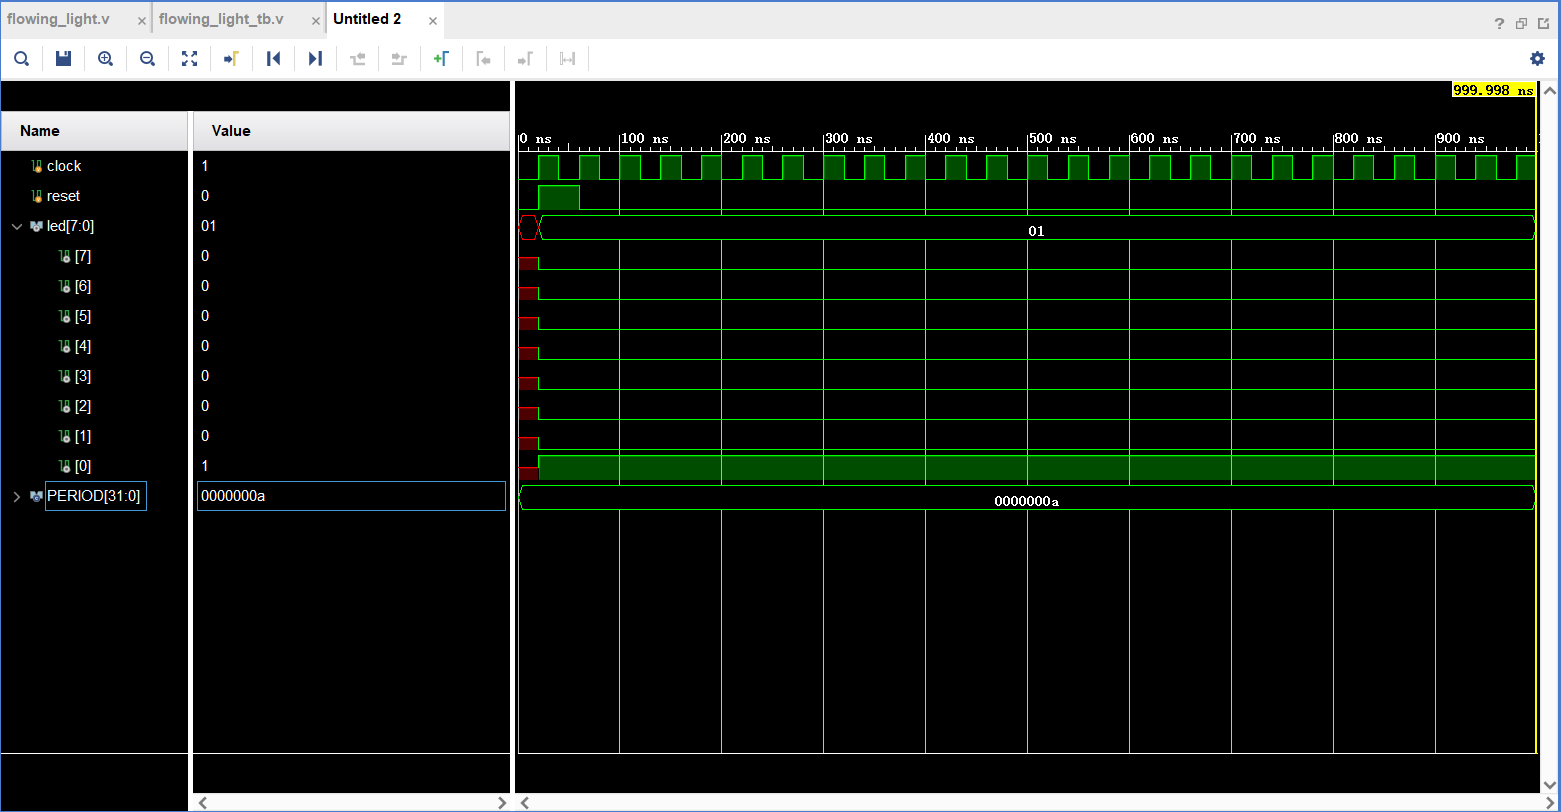 flowing_light.v × flowing_light_tb.v × Untitled 2 ×
?
999.998 ns
Name Value
0 ns 100 ns 200 ns 300 ns 400 ns 500 ns 600 ns 700 ns 800 ns 900 ns
clock 1
reset 0
led[7:0] 01 01
[7] 0
[6] 0
[5] 0
[4] 0
[3] 0
[2] 0
[1] 0
[0] 1
PERIOD[31:0] 0000000a 0000000a